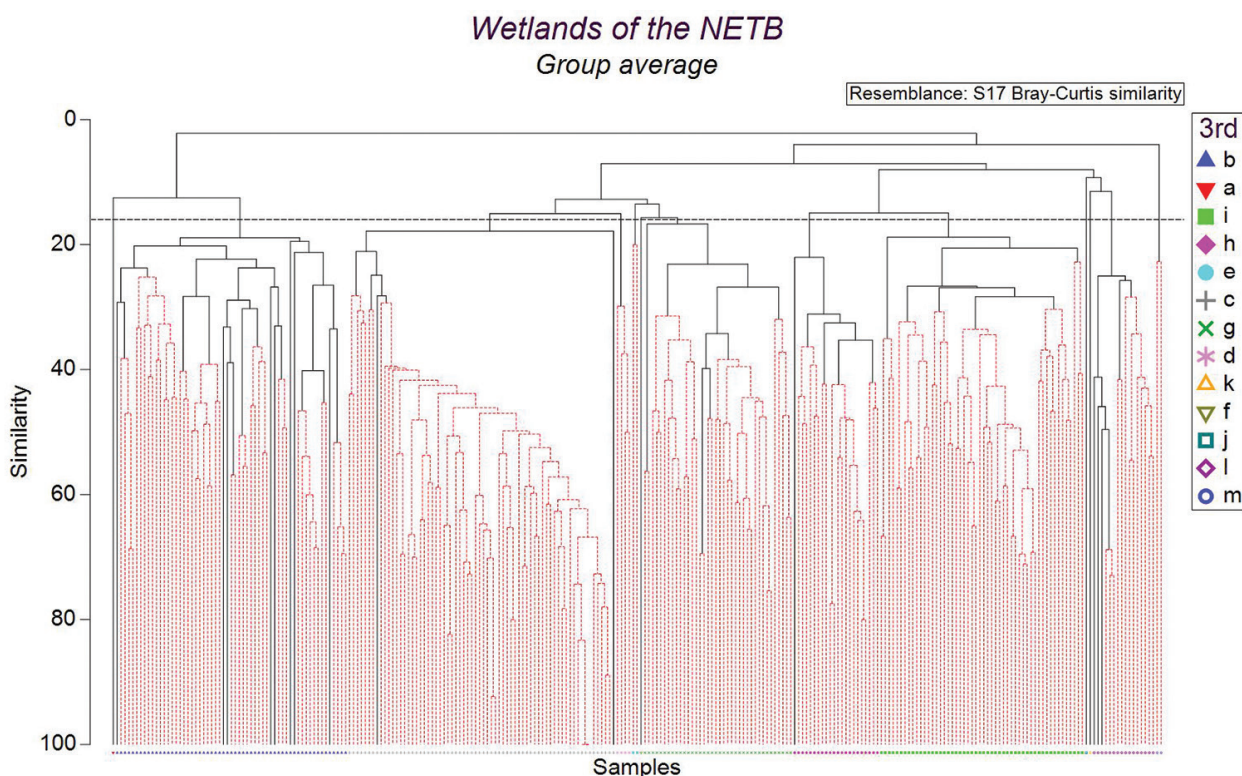 Wetlands of the NETB
Group average
Resemblance: S17 Bray-Curtis similarity
0
20
40
60
80
100
Similarity
Samples
3rd
b
a
i
h
e
c
g
d
k
f
j
l
m